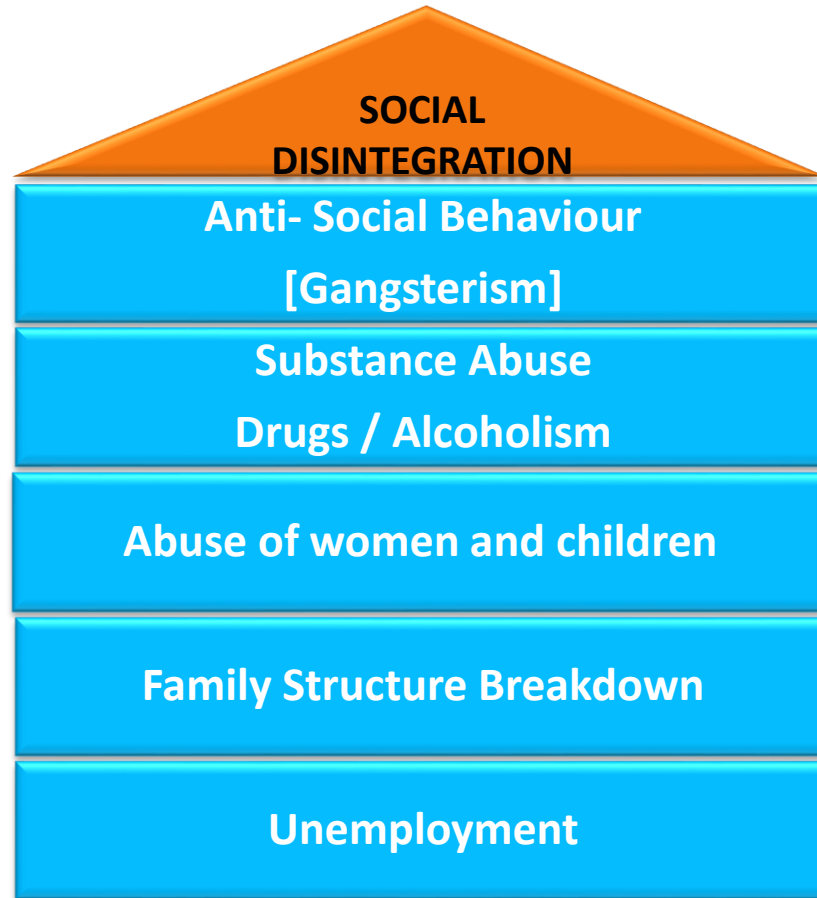 SOCIAL
DISINTEGRATION
Anti- Social Behaviour
[Gangsterism]
Substance Abuse
Drugs / Alcoholism
Abuse of women and children
Family Structure Breakdown
Unemployment